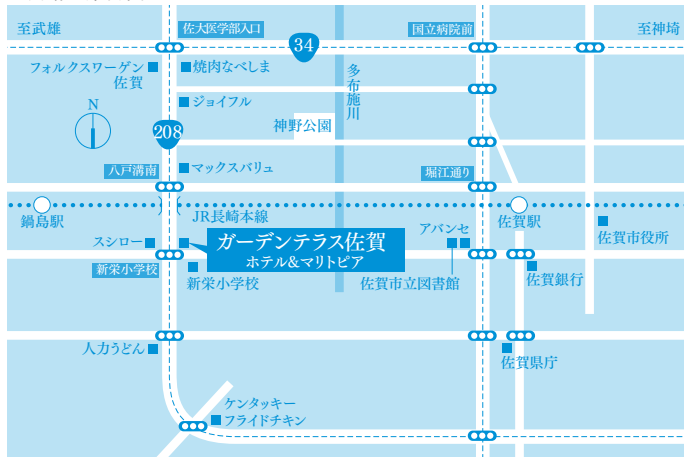 至武雄
佐大医学部入口
34
国立病院前
至神埼
フォルクスワーゲン
佐賀
焼肉なべしま
多布施川
ジョイフル
N
208
神野公園
八戸溝南
マックスバリュ
堀江通り
鍋島駅
JR長崎本線
佐賀駅
スシロー
ガーデンテラス佐賀
ホテル&マリトピア
アバンセ
佐賀市役所
新栄小学校
新栄小学校
佐賀市立図書館
佐賀銀行
人力うどん
佐賀県庁
ケンタッキー
フライドチキン